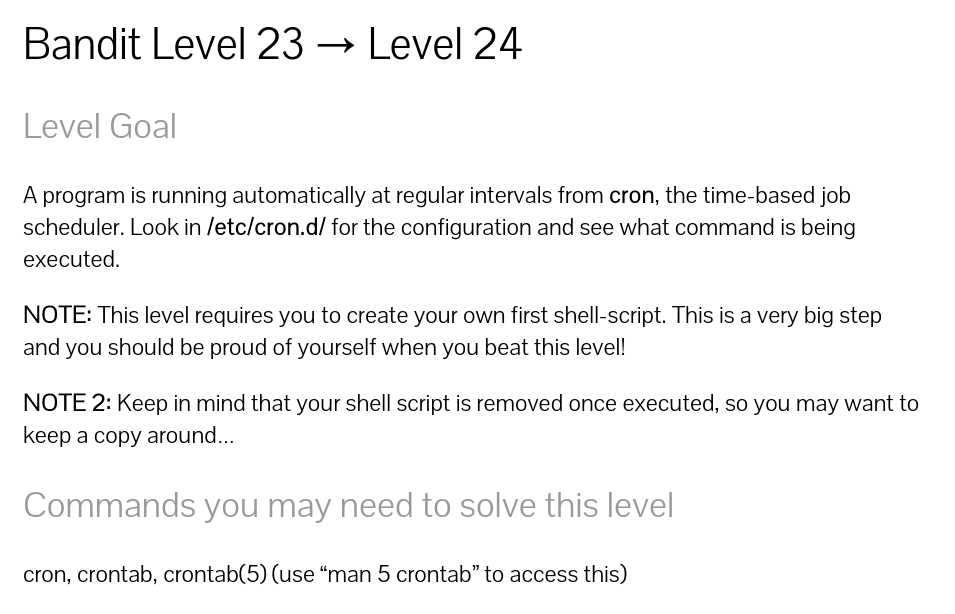 Bandit Level 23 → Level 24
Level Goal
A program is running automatically at regular intervals from cron, the time-based job
scheduler. Look in /etc/cron.d/ for the configuration and see what command is being
executed.
NOTE: This level requires you to create your own first shell-script. This is a very big step
and you should be proud of yourself when you beat this level!
NOTE 2: Keep in mind that your shell script is removed once executed, so you may want to
keep a copy around…
Commands you may need to solve this level
cron, crontab, crontab(5) (use “man 5 crontab” to access this)